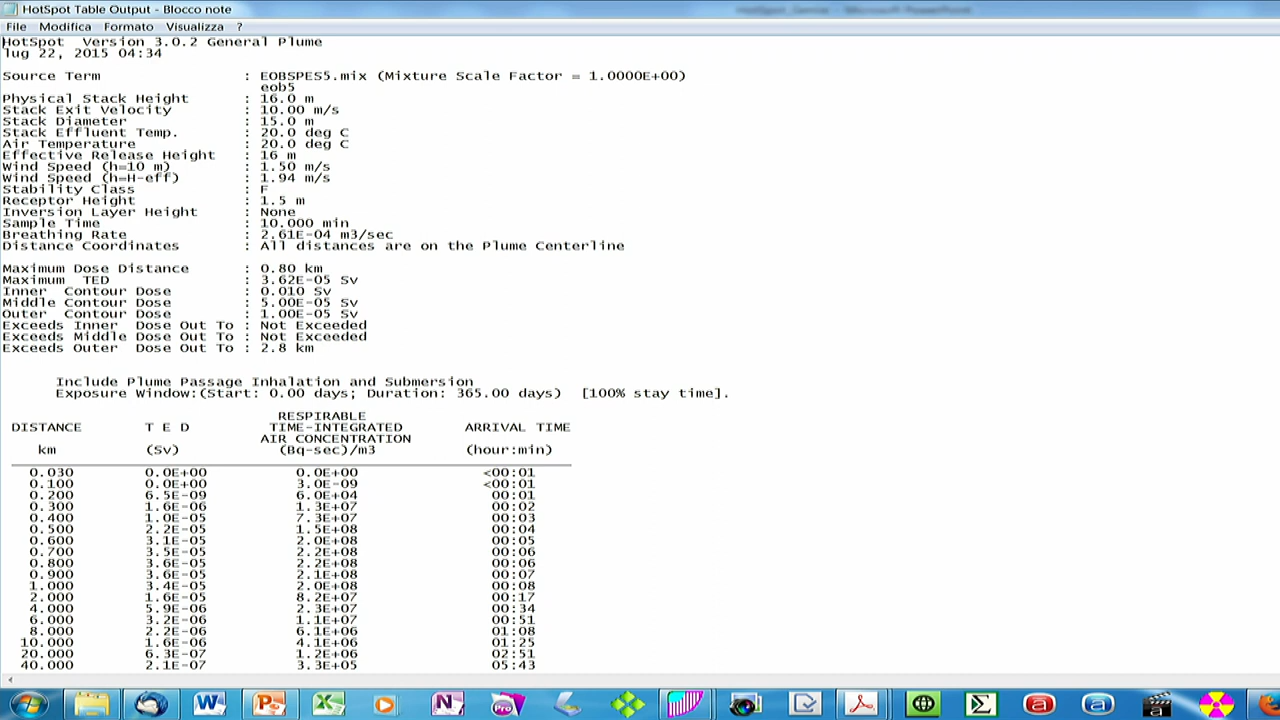 HotSpot Table Output - Blocco note
File Modifica Formato Visualizza ?
HotSpot Version 3.0.2 General Plume
lug 22, 2015 04:34
Source Term : EOBSPES5.mix (Mixture Scale Factor = 1.0000E+00)
eob5
Physical Stack Height : 16.0 m
Stack Exit Velocity : 10.00 m/s
Stack Diameter : 15.0 m
Stack Effluent Temp. : 20.0 deg C
Air Temperature : 20.0 deg C
Effective Release Height : 16 m
Wind Speed (h=10 m) : 1.50 m/s
Wind Speed (h=H-eff) : 1.94 m/s
Stability Class : F
Receptor Height : 1.5 m
Inversion Layer Height : None
Sample Time : 10.000 min
Breathing Rate : 2.61E-04 m3/sec
Distance Coordinates : All distances are on the Plume Centerline
Maximum Dose Distance : 0.80 km
Maximum TED : 3.62E-05 Sv
Inner Contour Dose : 0.010 Sv
Middle Contour Dose : 5.00E-05 Sv
Outer Contour Dose : 1.00E-05 Sv
Exceeds Inner Dose Out To : Not Exceeded
Exceeds Middle Dose Out To : Not Exceeded
Exceeds Outer Dose Out To : 2.8 km
Include Plume Passage Inhalation and Submersion
Exposure Window:(Start: 0.00 days; Duration: 365.00 days) [100% stay time].
RESPIRABLE
DISTANCE T E D TIME-INTEGRATED ARRIVAL TIME
AIR CONCENTRATION
km (Sv) (Bq-sec)/m3 (hour:min)
0.030 0.0E+00 0.0E+00 <00:01
0.100 0.0E+00 3.0E-09 <00:01
0.200 6.5E-09 6.0E+04 00:01
0.300 1.6E-06 1.3E+07 00:02
0.400 1.0E-05 7.3E+07 00:03
0.500 2.2E-05 1.5E+08 00:04
0.600 3.1E-05 2.0E+08 00:05
0.700 3.5E-05 2.2E+08 00:06
0.800 3.6E-05 2.2E+08 00:06
0.900 3.6E-05 2.1E+08 00:07
1.000 3.4E-05 2.0E+08 00:08
2.000 1.6E-05 8.2E+07 00:17
4.000 5.9E-06 2.3E+07 00:34
6.000 3.2E-06 1.1E+07 00:51
8.000 2.2E-06 6.1E+06 01:08
10.000 1.6E-06 4.1E+06 01:25
20.000 6.3E-07 1.2E+06 02:51
40.000 2.1E-07 3.3E+05 05:43